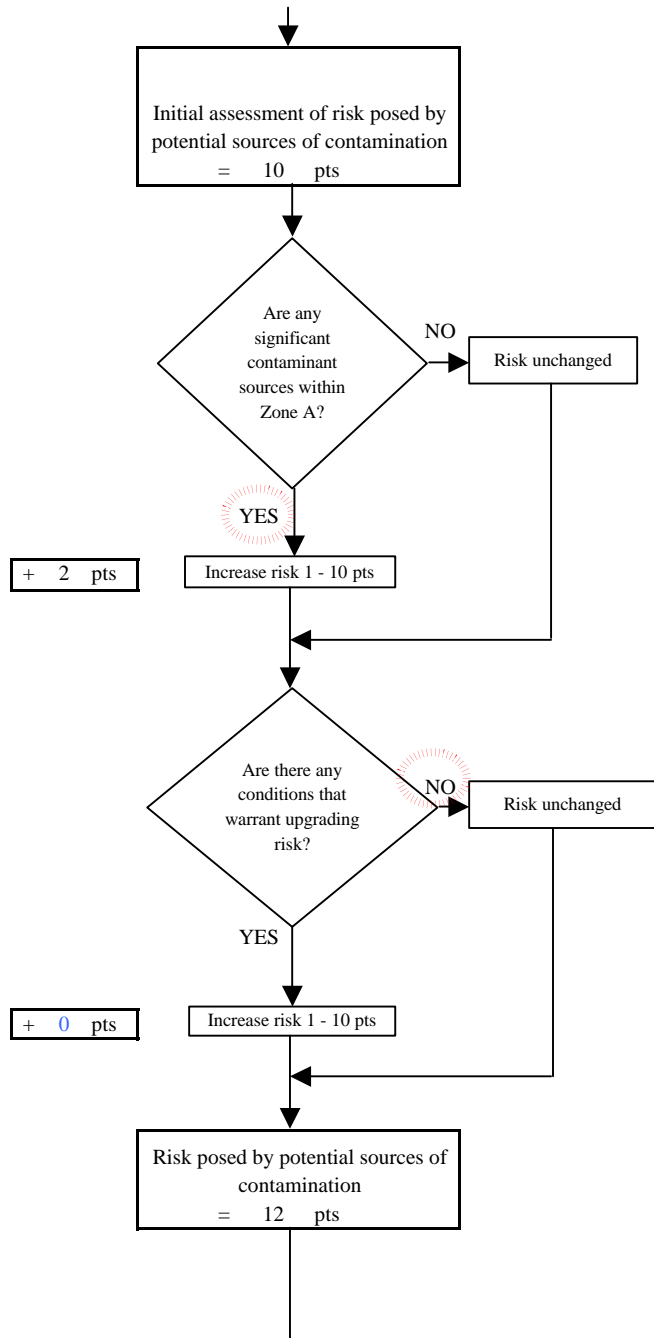 Initial assessment of risk posed by
potential sources of contamination
= 10 pts
Are any
significant
contaminant
sources within
Zone A?
NO
Risk unchanged
YES
+ 2 pts
Increase risk 1 - 10 pts
Are there any
conditions that
warrant upgrading
risk?
NO
Risk unchanged
YES
+ 0 pts
Increase risk 1 - 10 pts
Risk posed by potential sources of
contamination
= 12 pts